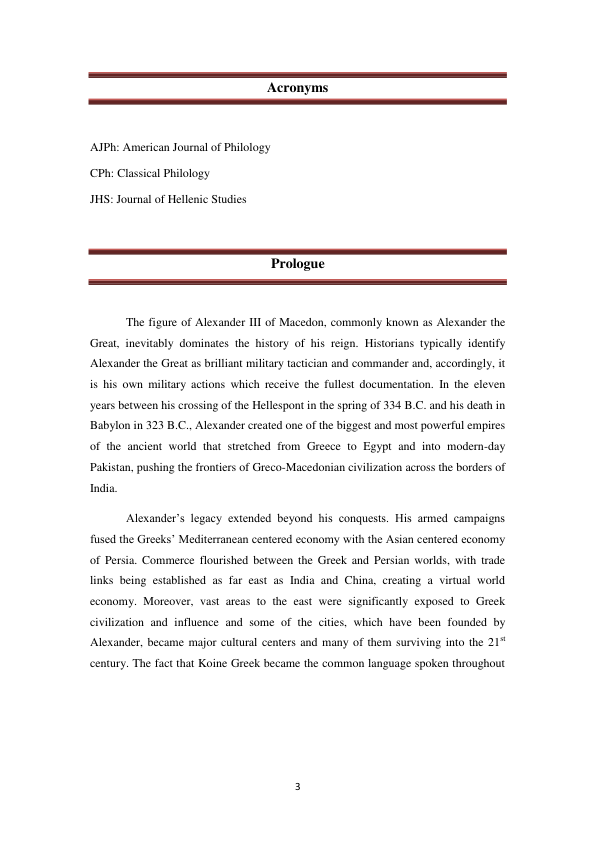 Acronyms
AJPh: American Journal of Philology
CPh: Classical Philology
JHS: Journal of Hellenic Studies
Prologue
The figure of Alexander III of Macedon, commonly known as Alexander the
Great, inevitably dominates the history of his reign. Historians typically identify
Alexander the Great as brilliant military tactician and commander and, accordingly, it
is his own military actions which receive the fullest documentation. In the eleven
years between his crossing of the Hellespont in the spring of 334 B.C. and his death in
Babylon in 323 B.C., Alexander created one of the biggest and most powerful empires
of the ancient world that stretched from Greece to Egypt and into modern-day
Pakistan, pushing the frontiers of Greco-Macedonian civilization across the borders of
India.
Alexander’s legacy extended beyond his conquests. His armed campaigns
fused the Greeks’ Mediterranean centered economy with the Asian centered economy
of Persia. Commerce flourished between the Greek and Persian worlds, with trade
links being established as far east as India and China, creating a virtual world
economy. Moreover, vast areas to the east were significantly exposed to Greek
civilization and influence and some of the cities, which have been founded by
Alexander, became major cultural centers and many of them surviving into the 21st
century. The fact that Koine Greek became the common language spoken throughout
3